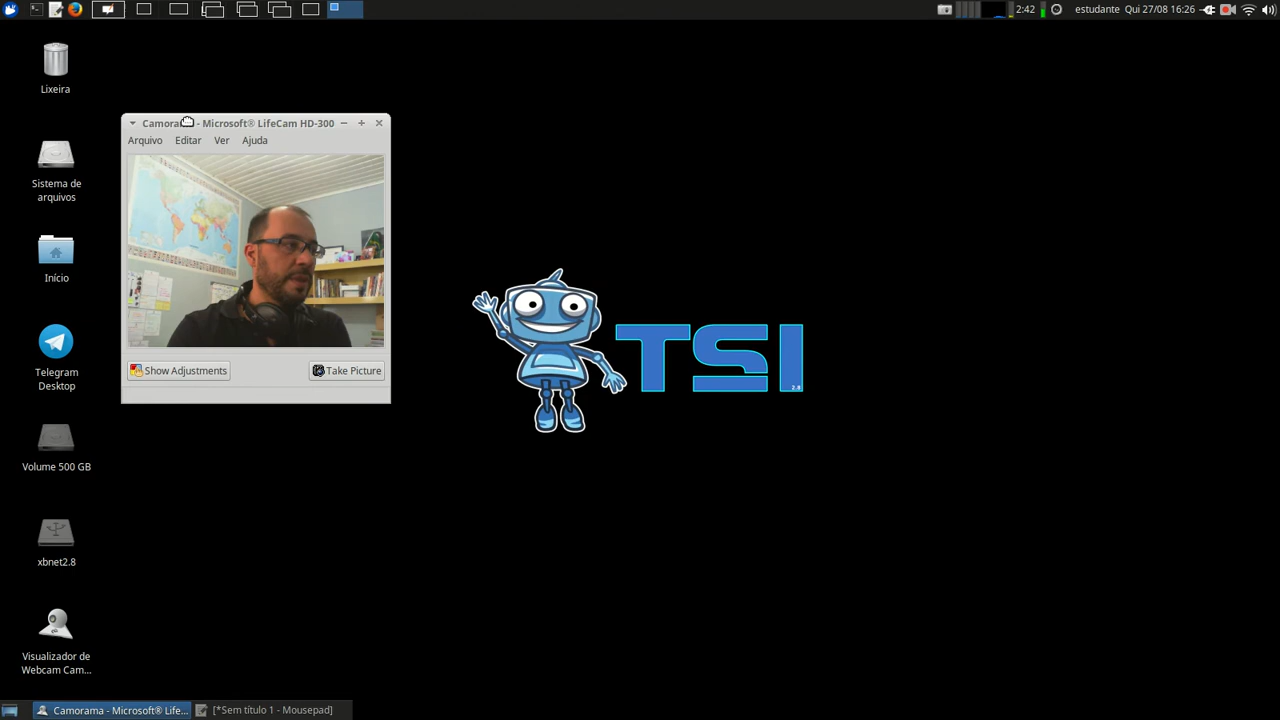 2:42
estudante Qui 27/08 16:26
Lixeira
Sistema de
arquivos
Início
Telegram
Desktop
Volume 500 GB
xbnet2.8
Visualizador de
Webcam Cam...
- Microsoft® LifeCam HD-300
Arquivo Editar Ver Ajuda
Show Adjustments Take Picture
TSI
2.8
Camorama - Microsoft® Life...
[*Sem título 1 - Mousepad]